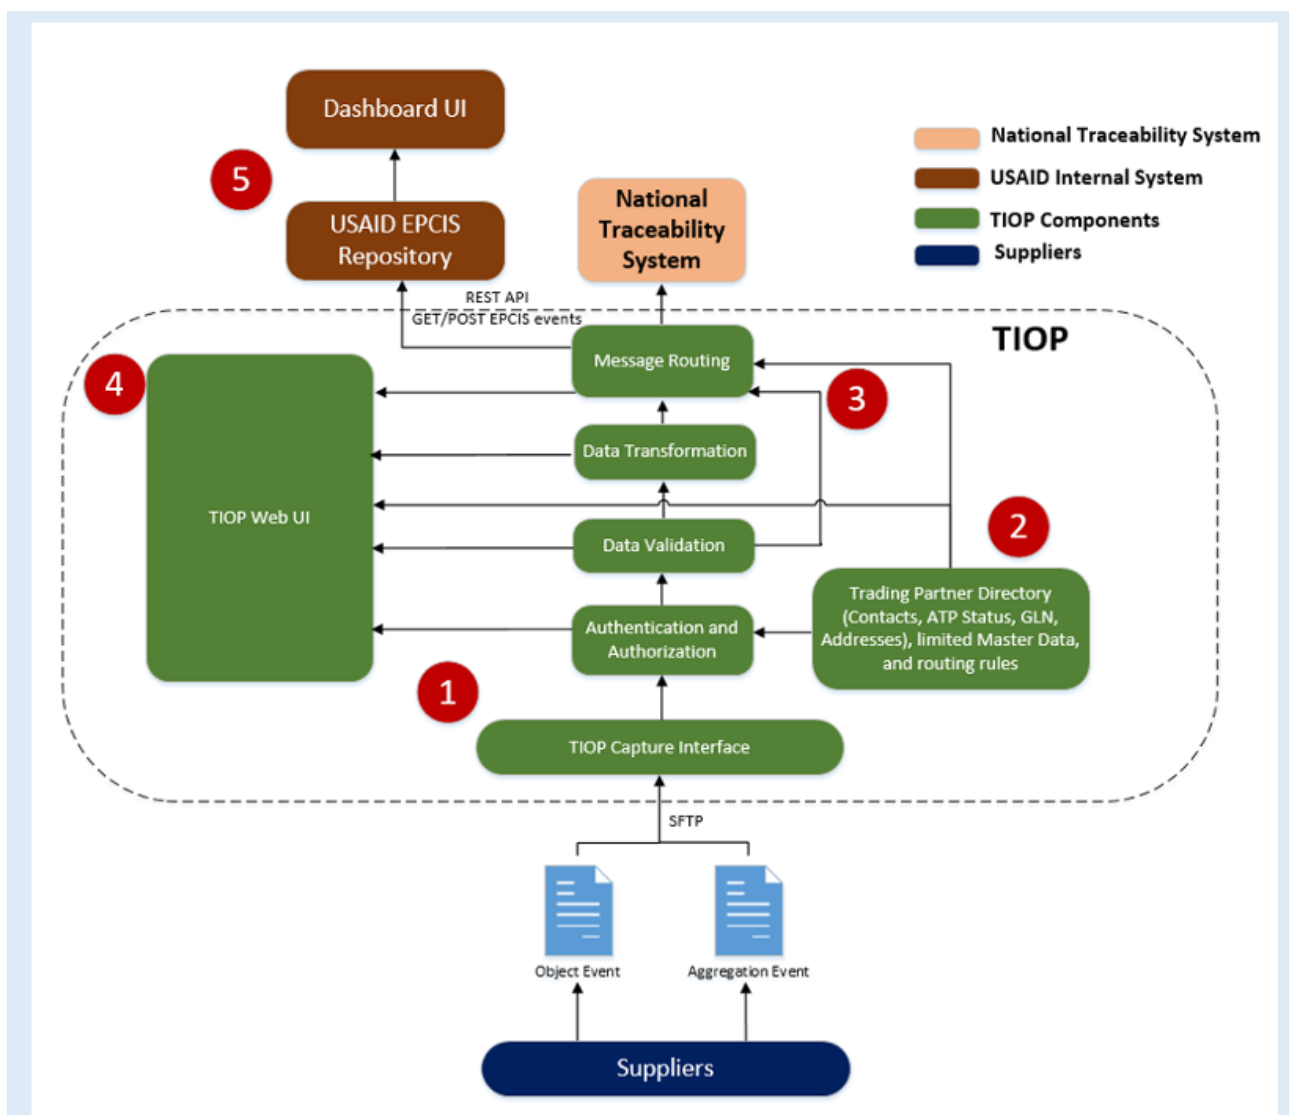 Dashboard UI
5
USAID EPCIS
Repository
National
Traceability
System
National Traceability System
USAID Internal System
TIOP Components
Suppliers
REST API
GET/POST EPCIS events
TIOP
Message Routing
4
3
Data Transformation
TIOP Web UI
2
Data Validation
Trading Partner Directory
(Contacts, ATP Status, GLN,
Addresses), limited Master Data,
and routing rules
Authentication and
Authorization
1
TIOP Capture Interface
SFTP
Object Event
Aggregation Event
Suppliers